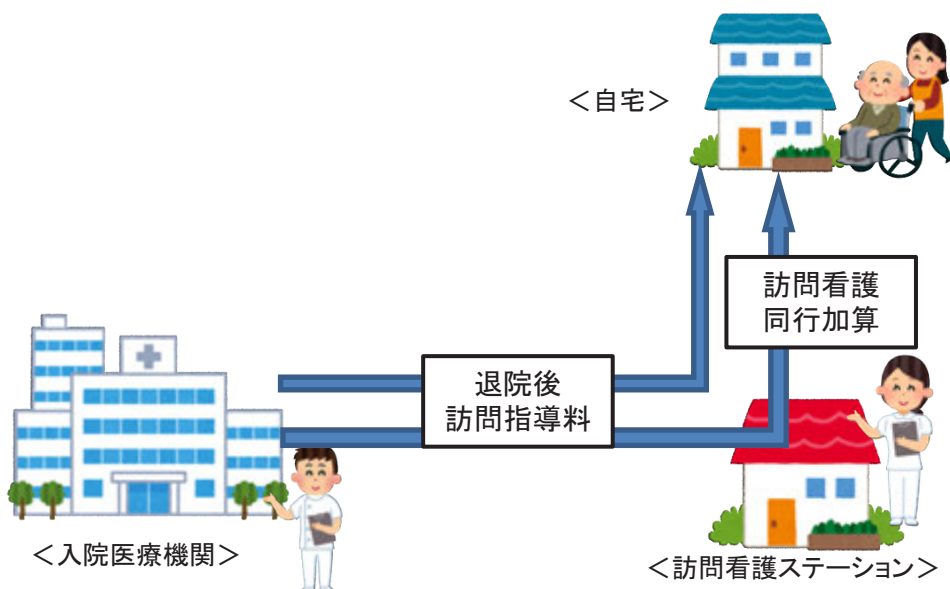 ＜自宅＞
訪問看護
同行加算
退院後
訪問指導料
＜入院医療機関＞
＜訪問看護ステーション＞